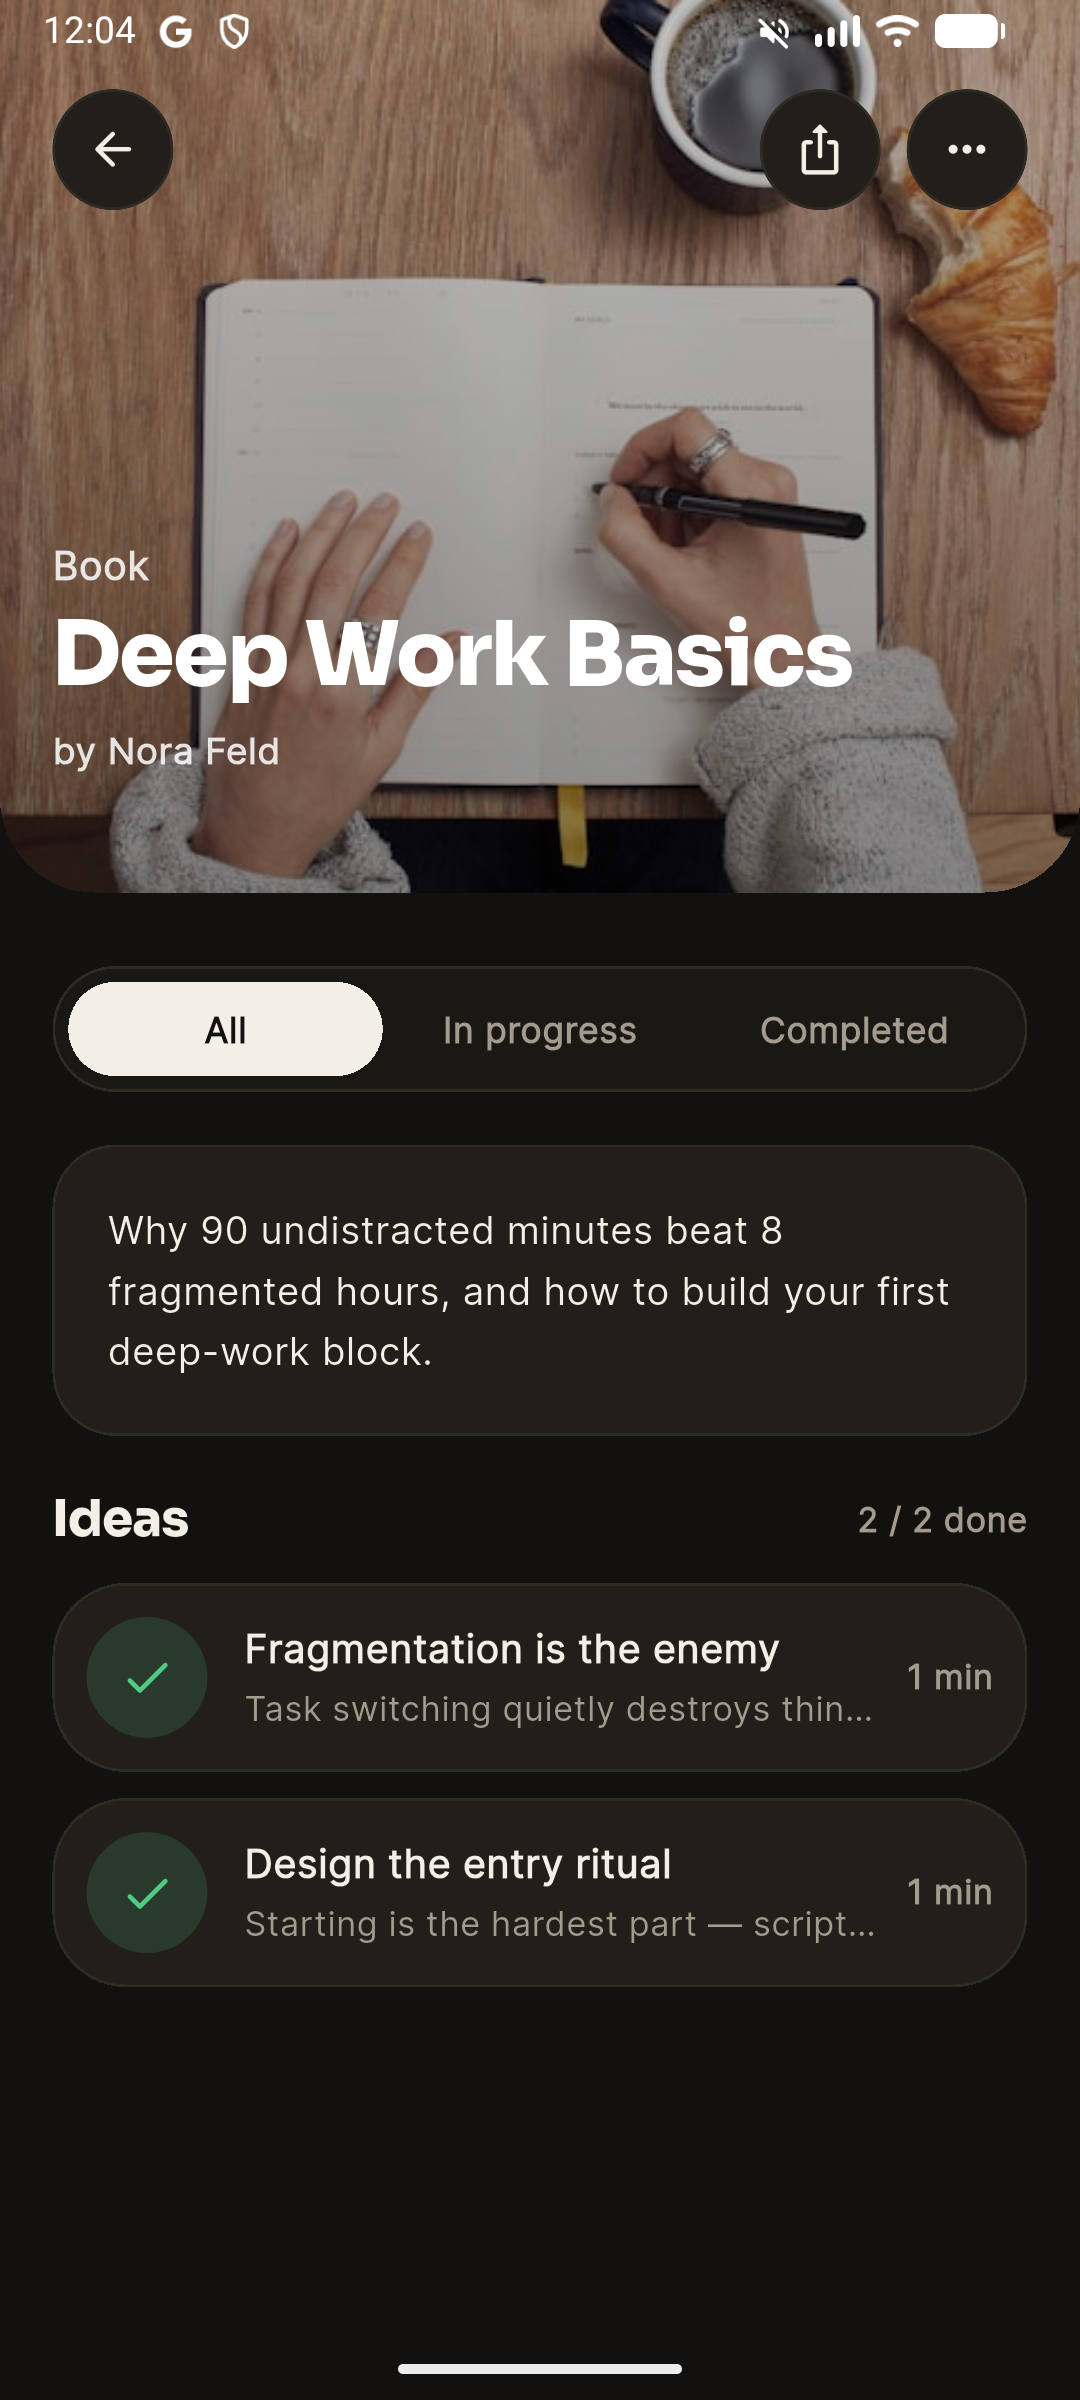 12:04
Book
Deep Work Basics
by Nora Feld
All
In progress
Completed
Why 90 undistracted minutes beat 8
fragmented hours, and how to build your first
deep-work block.
Ideas
2 / 2 done
Fragmentation is the enemy
Task switching quietly destroys thin...
1 min
Design the entry ritual
Starting is the hardest part — script...
1 min